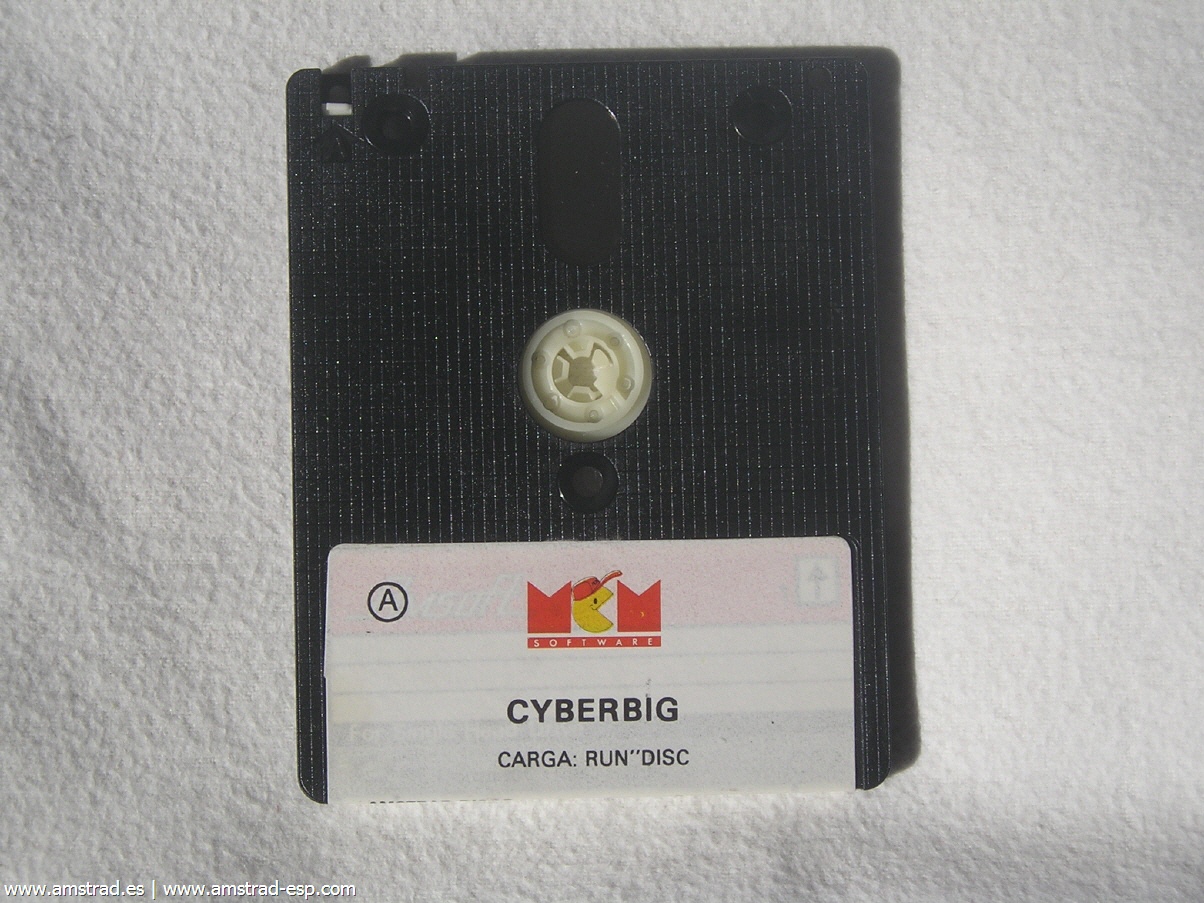 A
MCM
SOFTWARE
CYBERBIG
CARGA: RUN"DISC
www.amstrad.es | www.amstrad-esp.com